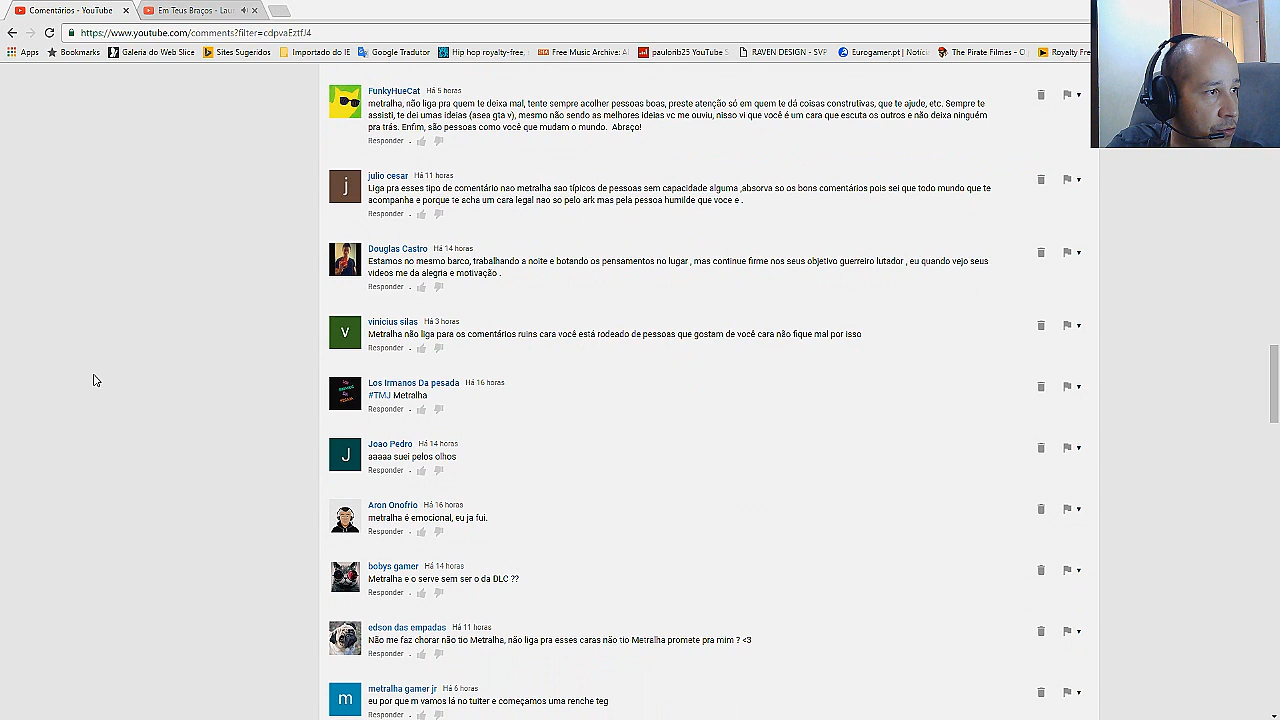 Comentários - YouTube
Em Teus Braços - Lau
https://www.youtube.com/comments?filter=cdpvaEztfJ4
Apps Bookmarks Galeria do Web Slice Sites Sugeridos Importado do IE Google Tradutor Hip hop royalty-free, Free Music Archive: A paulorib25 YouTube S RAVEN DESIGN - SVP Eurogamer.pt | Notíc The Pirate Filmes - O Royalty Fre
FunkyHueCat Há 5 horas
metralha, não liga pra quem te deixa mal, tente sempre acolher pessoas boas, preste atenção só em quem te dá coisas construtivas, que te ajude, etc. Sempre te
assisti, te dei umas ideias (asea gta v), mesmo não sendo as melhores ideias vc me ouviu, nisso vi que você é um cara que escuta os outros e não deixa ninguém
pra trás. Enfim, são pessoas como você que mudam o mundo. Abraço!
Responder
j
julio cesar Há 11 horas
Liga pra esses tipo de comentário nao metralha sao típicos de pessoas sem capacidade alguma ,absorva so os bons comentários pois sei que todo mundo que te
acompanha e porque te acha um cara legal nao so pelo ark mas pela pessoa humilde que voce e .
Responder
Douglas Castro Há 14 horas
Estamos no mesmo barco, trabalhando a noite e botando os pensamentos no lugar , mas continue firme nos seus objetivo guerreiro lutador , eu quando vejo seus
videos me da alegria e motivação .
Responder
v
vinicius silas Há 3 horas
Metralha não liga para os comentários ruins cara você está rodeado de pessoas que gostam de você cara não fique mal por isso
Responder
Los Irmanos Da pesada Há 16 horas
#TMJ Metralha
Responder
J
Joao Pedro Há 14 horas
aaaaa suei pelos olhos
Responder
Aron Onofrio Há 16 horas
metralha é emocional, eu ja fui.
Responder
bobys gamer Há 14 horas
Metralha e o serve sem ser o da DLC ??
Responder
edson das empadas Há 11 horas
Não me faz chorar não tio Metralha, não liga pra esses caras não tio Metralha promete pra mim ? <3
Responder
m
metralha gamer jr Há 6 horas
eu por que m vamos lá no tuiter e começamos uma renche teg
Responder